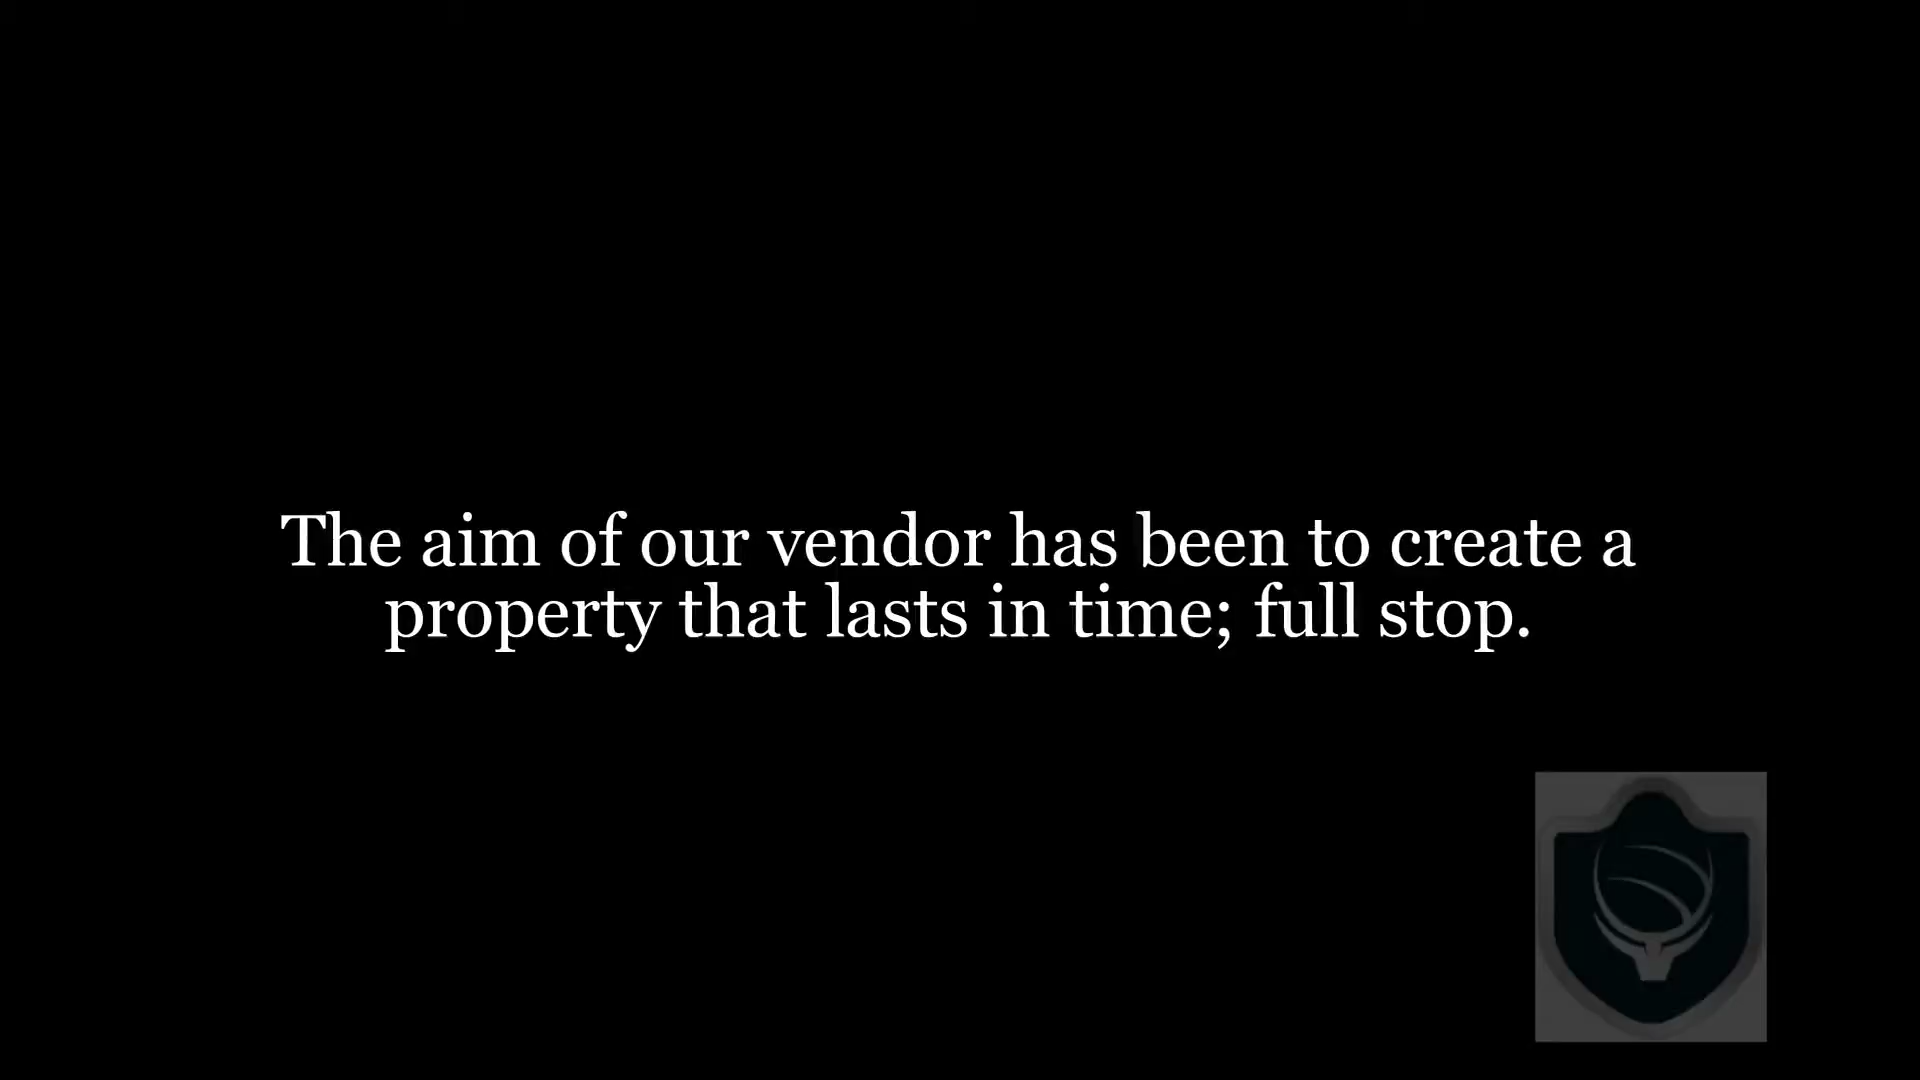 The aim of our vendor has been to create a
property that lasts in time; full stop.